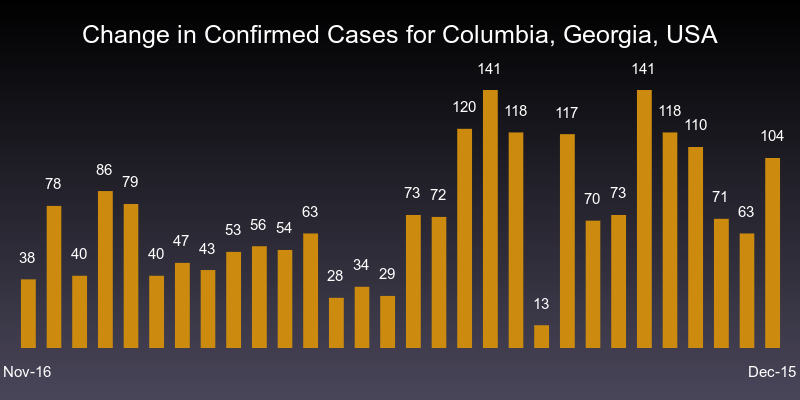 Change in Confirmed Cases for Columbia, Georgia, USA
38 78 40 86 79 40 47 43 53 56 54 63 28 34 29 73 72 120 141 118 13 117 70 73 141 118 110 71 63 104
Nov-16 Dec-15